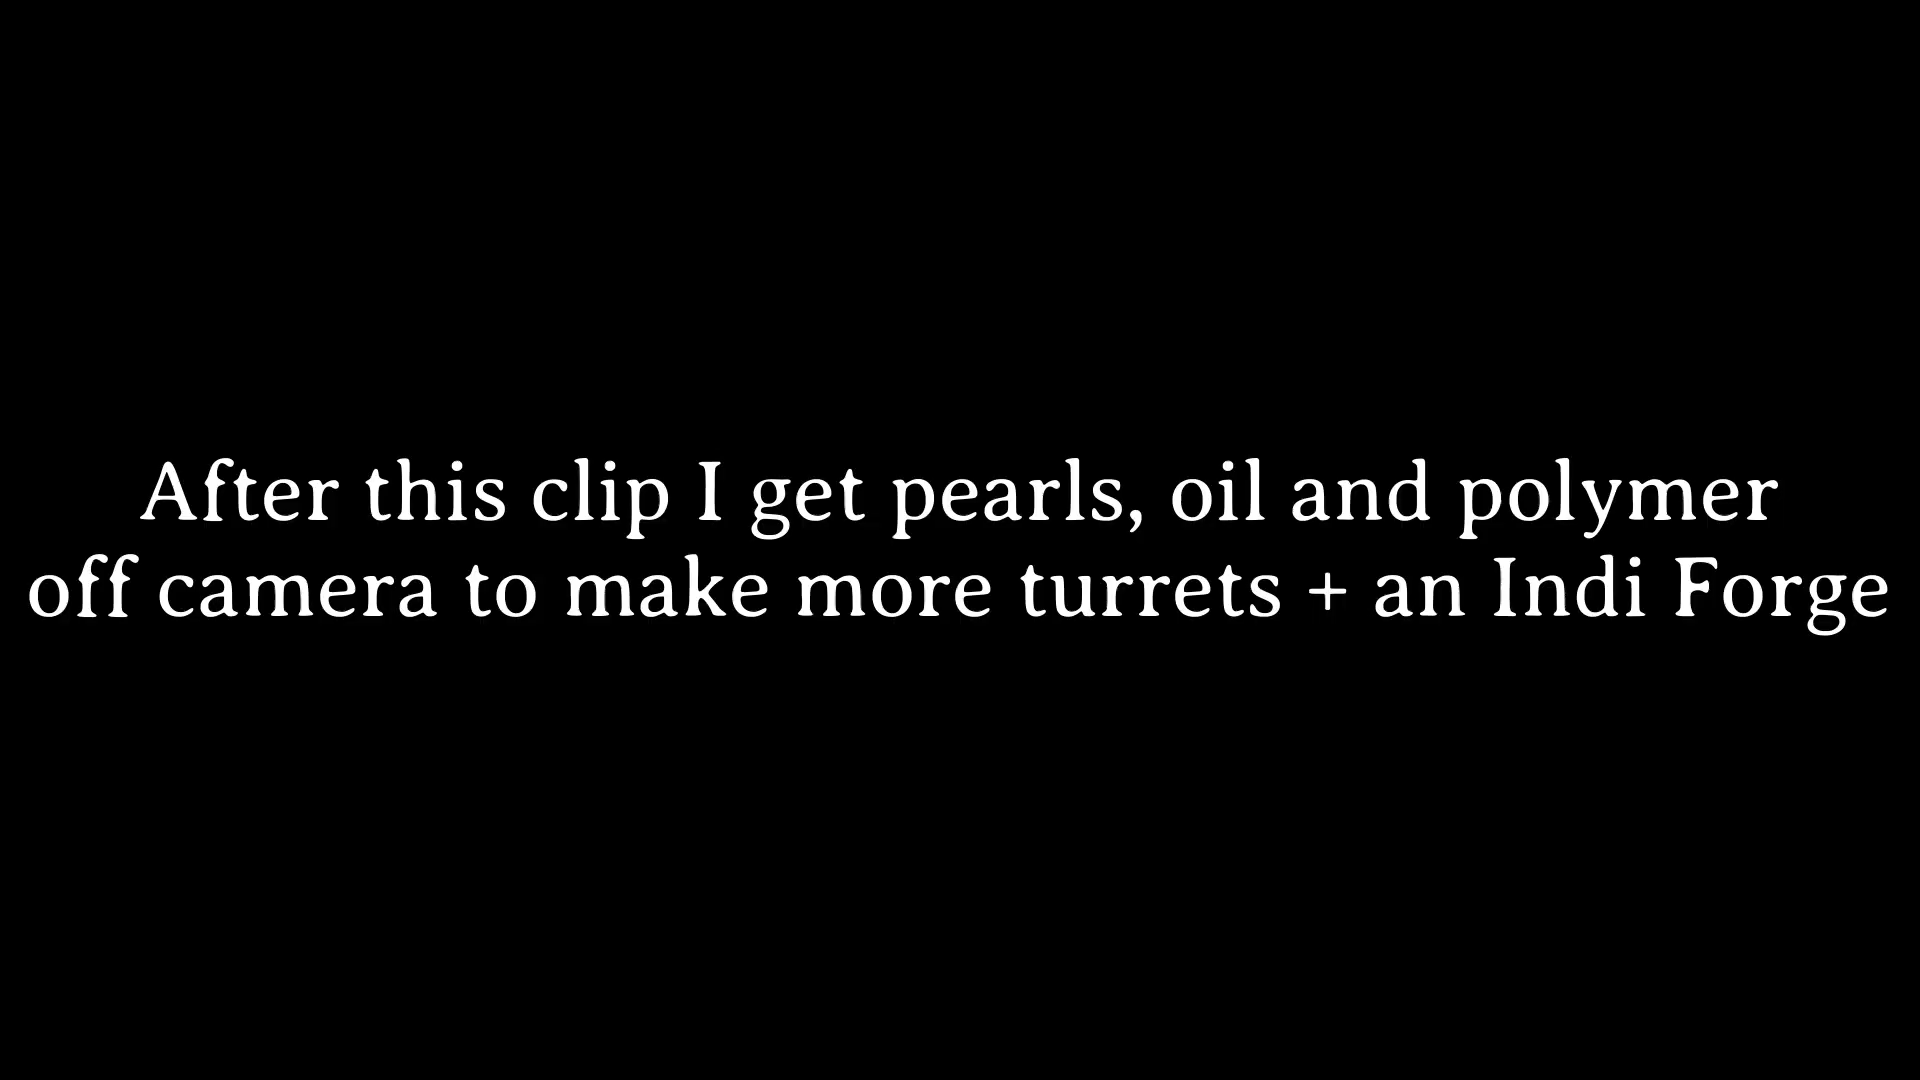 After this clip I get pearls, oil and polymer
off camera to make more turrets + an Indi Forge